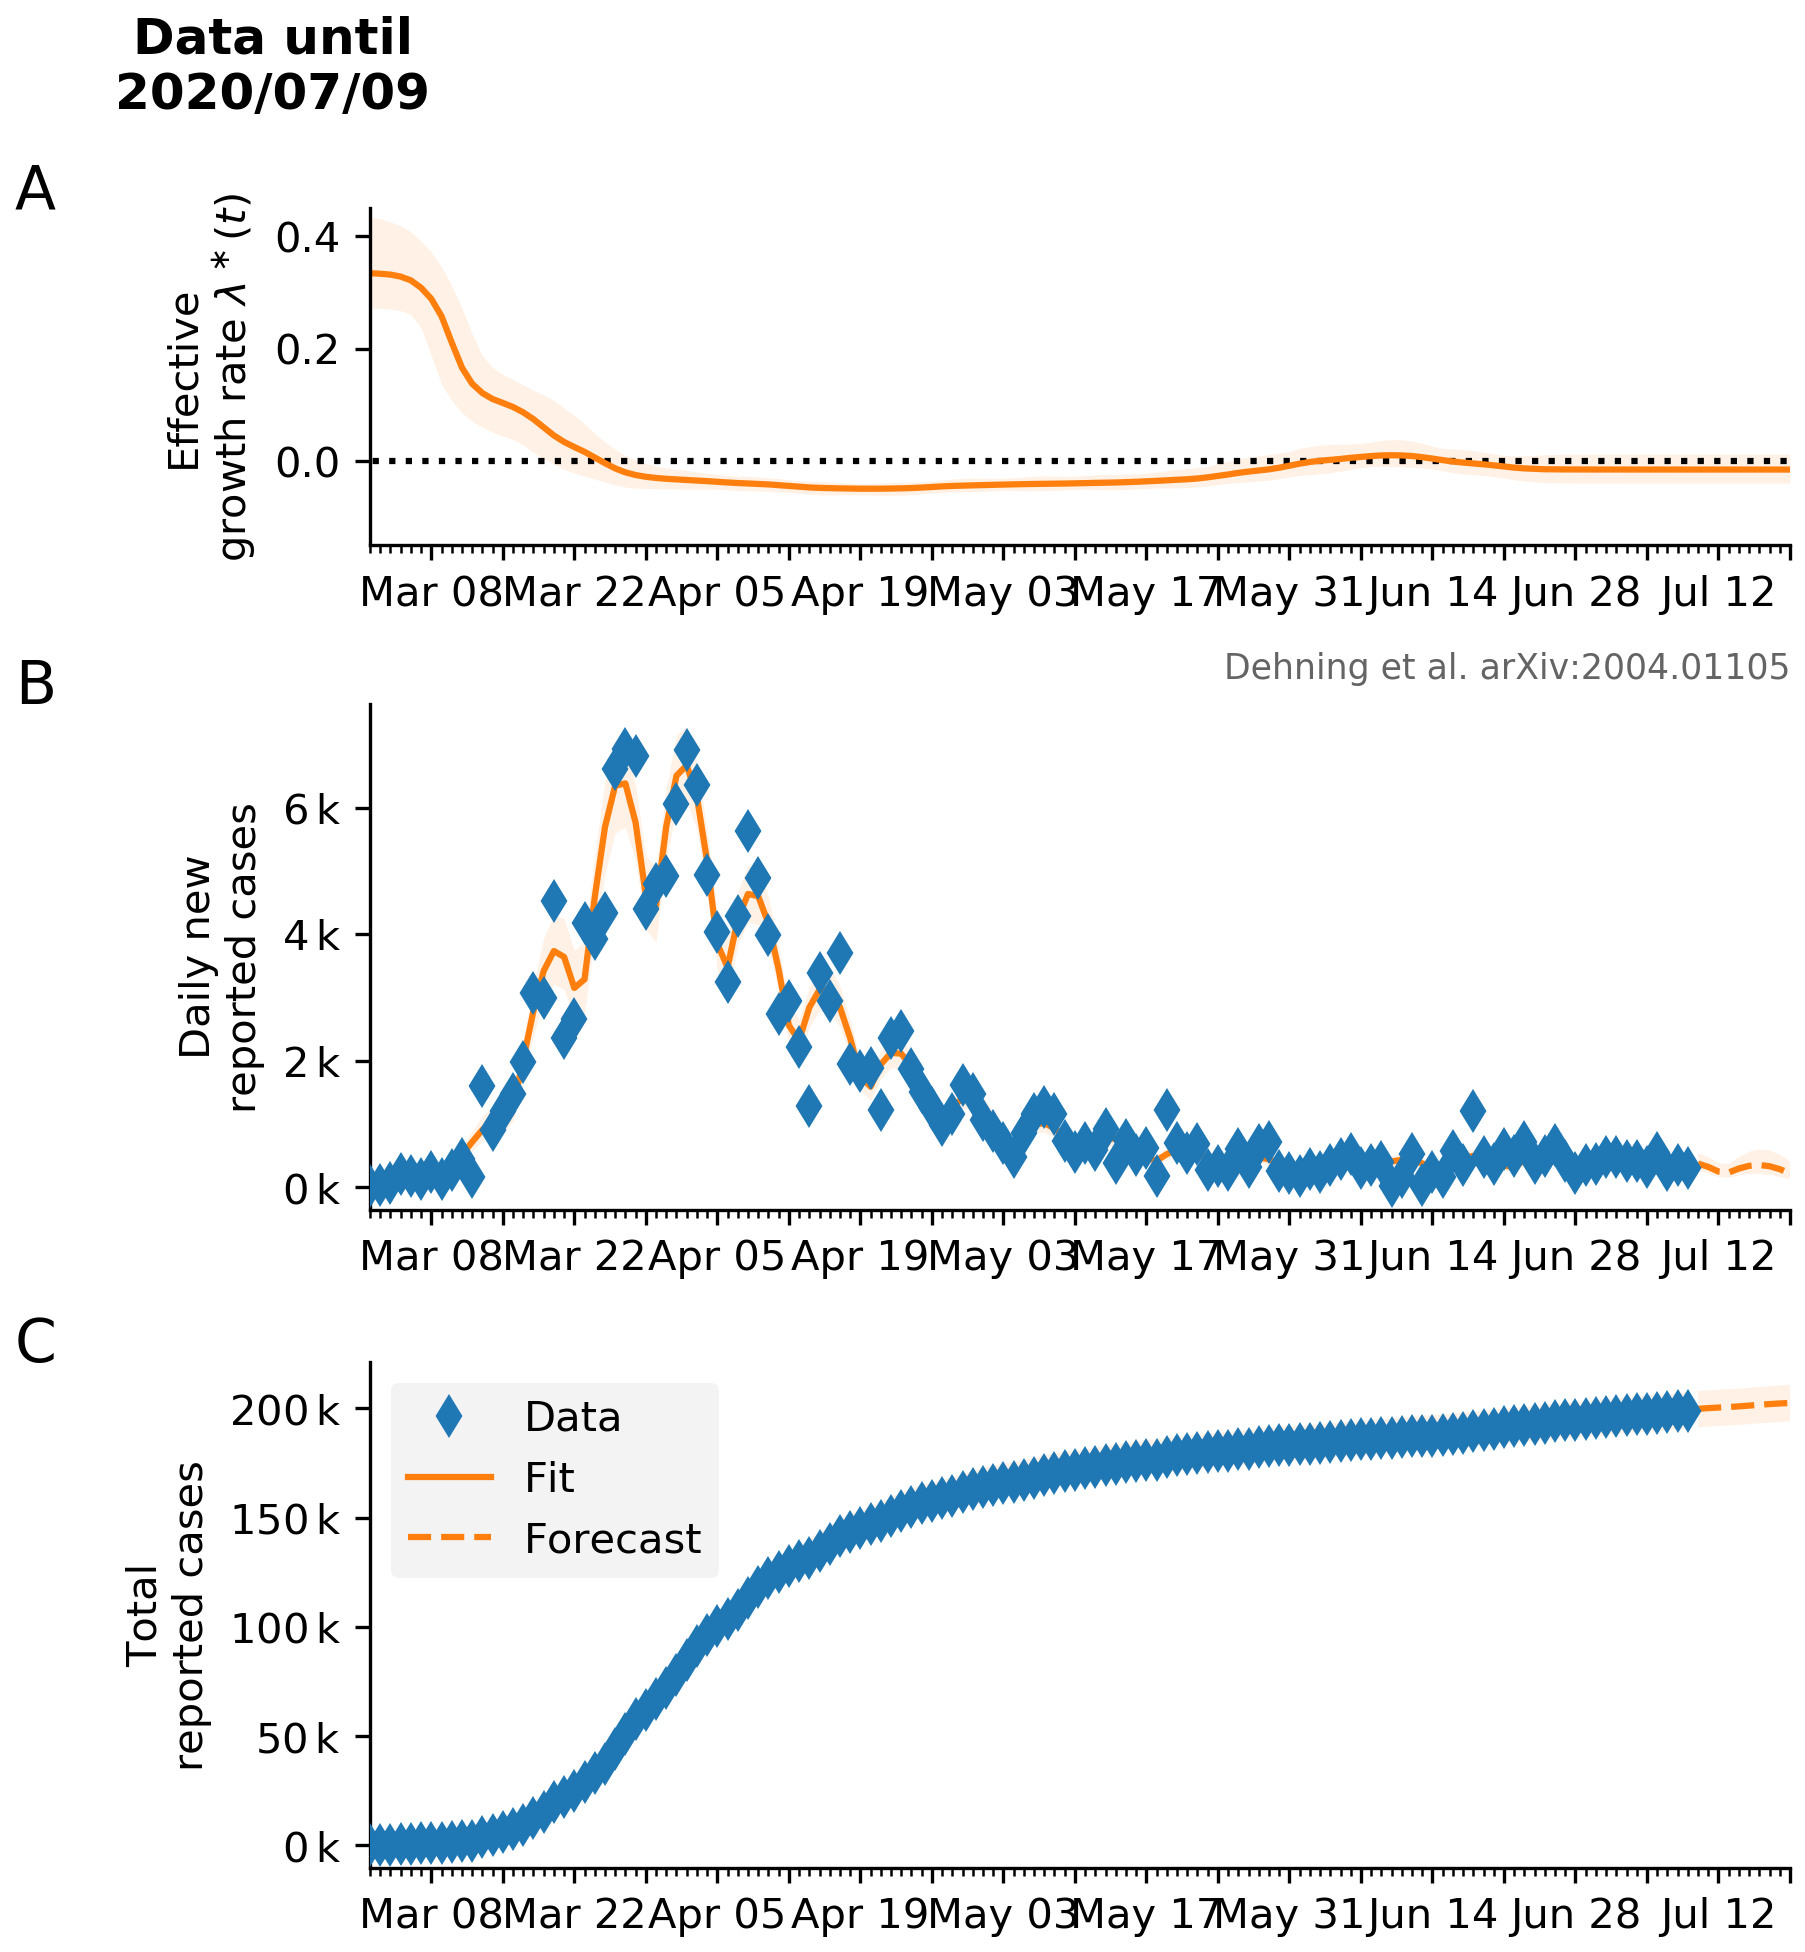 Data until
2020/07/09
A
Effective
growth rate λ * (t)
0.4
0.2
0.0
Mar 08 Mar 22 Apr 05 Apr 19 May 03 May 17 May 31 Jun 14 Jun 28 Jul 12
B
Dehning et al. arXiv:2004.01105
Daily new
reported cases
6 k
4 k
2 k
0 k
Mar 08 Mar 22 Apr 05 Apr 19 May 03 May 17 May 31 Jun 14 Jun 28 Jul 12
C
Total
reported cases
200 k
150 k
100 k
50 k
0 k
Data
Fit
Forecast
Mar 08 Mar 22 Apr 05 Apr 19 May 03 May 17 May 31 Jun 14 Jun 28 Jul 12